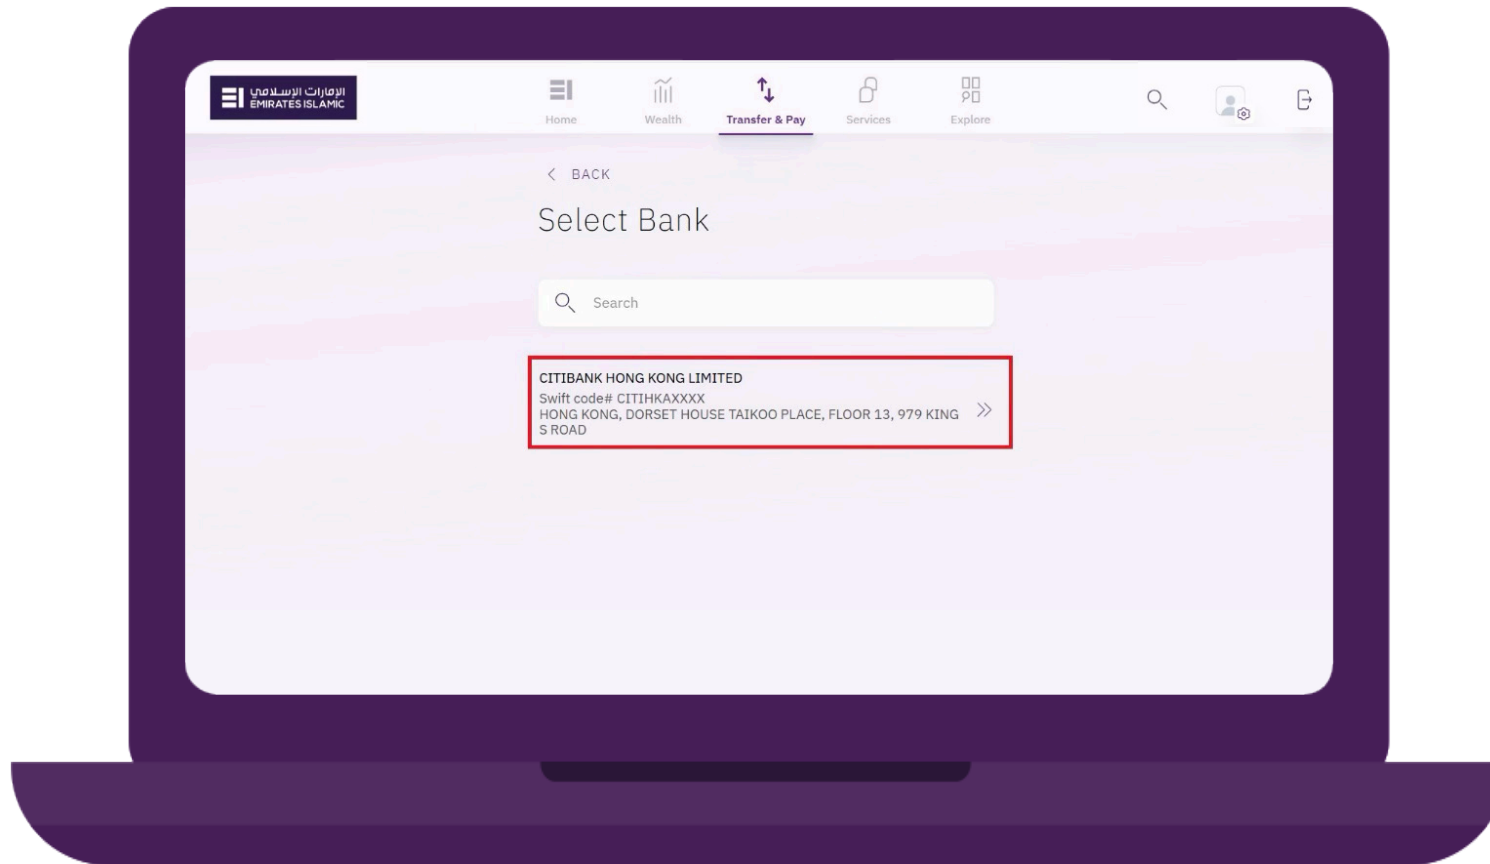 الإمارات الإسلامي
EMIRATES ISLAMIC
Home
Wealth
Transfer & Pay
Services
Explore
BACK
Select Bank
Search
CITIBANK HONG KONG LIMITED
Swift code# CITIHKAXXXX
HONG KONG, DORSET HOUSE TAIKOO PLACE, FLOOR 13, 979 KING
S ROAD